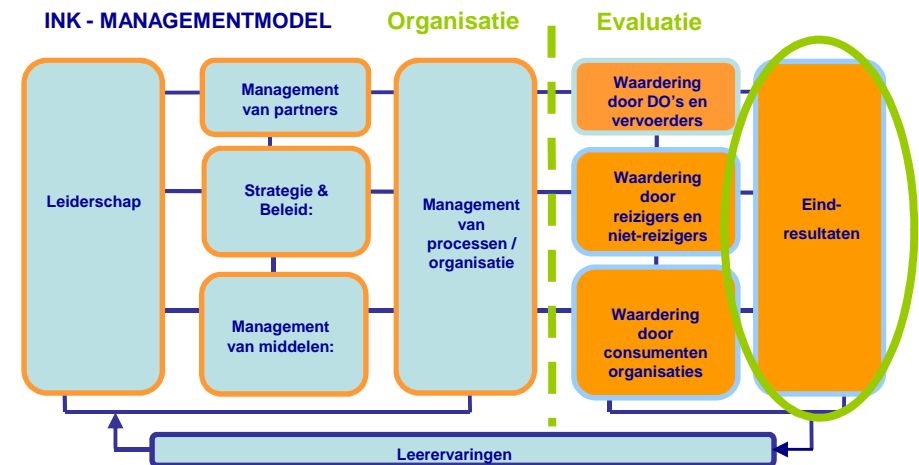 INK - MANAGEMENTMODEL
Organisatie
Evaluatie
Leiderschap
Management
van partners
Strategie &
Beleid:
Management
van middelen:
Management
van
processen /
organisatie
Waardering
door DO's en
vervoerders
Waardering
door
reizigers en
niet-reizigers
Waardering
door
consumenten
organisaties
Eind-
resultaten
Leerervaringen